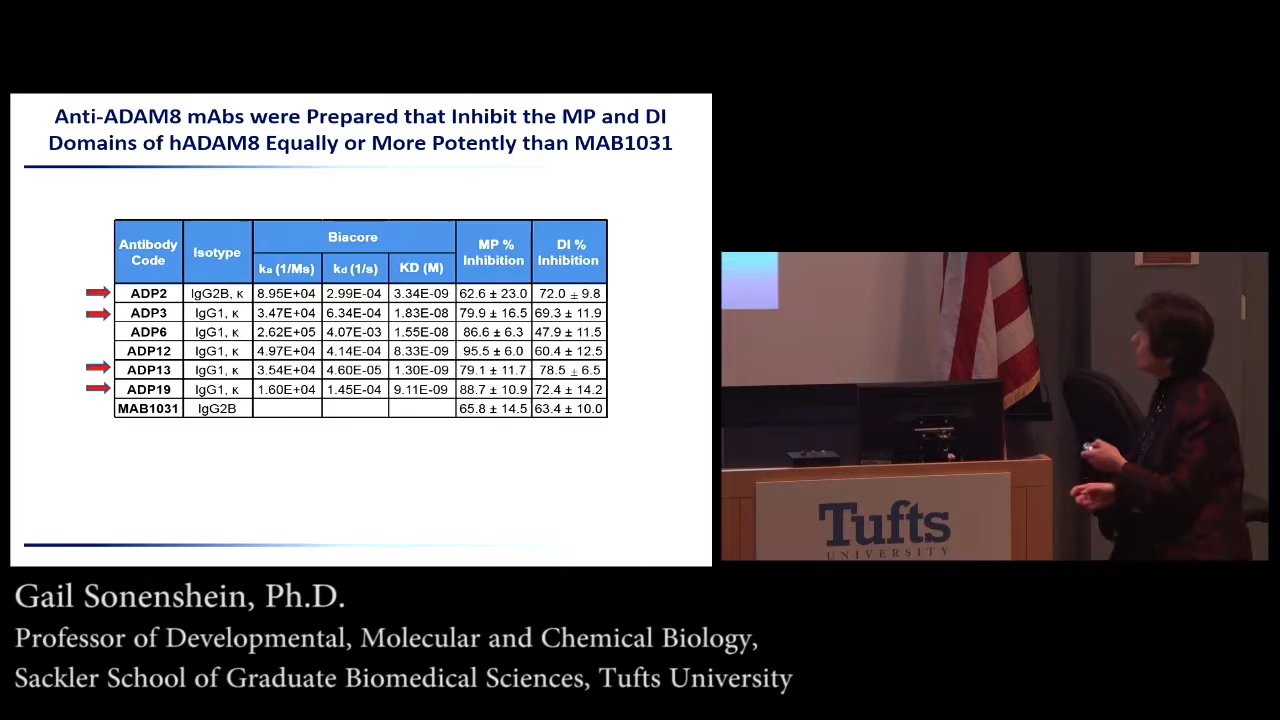 Anti-ADAM8 mAbs were Prepared that Inhibit the MP and DI
Domains of hADAM8 Equally or More Potently than MAB1031
Antibody Code Isotype Biacore MP % Inhibition DI % Inhibition
ka (1/Ms) kd (1/s) KD (M)
ADP2 IgG2B, κ 8.95E+04 2.99E-04 3.34E-09 62.6 ± 23.0 72.0 ± 9.8
ADP3 IgG1, κ 3.47E+04 6.34E-04 1.83E-08 79.9 ± 16.5 69.3 ± 11.9
ADP6 IgG1, κ 2.62E+05 4.07E-03 1.55E-08 86.6 ± 6.3 47.9 ± 11.5
ADP12 IgG1, κ 4.97E+04 4.14E-04 8.33E-09 95.5 ± 6.0 60.4 ± 12.5
ADP13 IgG1, κ 3.54E+04 4.60E-05 1.30E-09 79.1 ± 11.7 78.5 ± 6.5
ADP19 IgG1, κ 1.60E+04 1.45E-04 9.11E-09 88.7 ± 10.9 72.4 ± 14.2
MAB1031 IgG2B 65.8 ± 14.5 63.4 ± 10.0
Tufts
UNIVERSITY
Gail Sonenshein, Ph.D.
Professor of Developmental, Molecular and Chemical Biology,
Sackler School of Graduate Biomedical Sciences, Tufts University